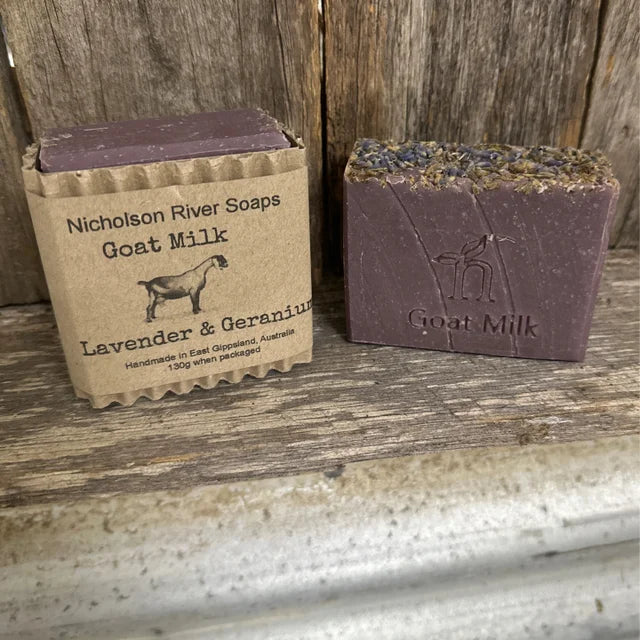 Nicholson River Soaps
Goat Milk
Lavender & Geranium
Handmade in East Gippsland, Australia
130g when packaged
Goat Milk